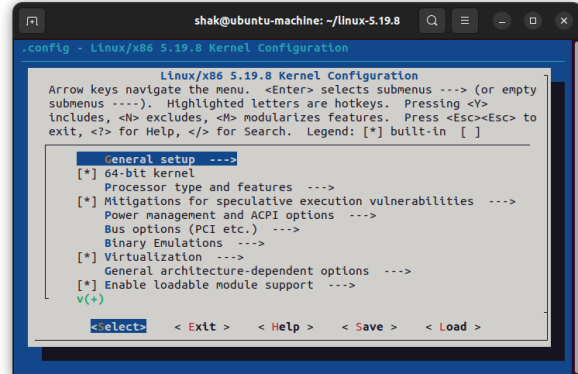 shak@ubuntu-machine: ~/linux-5.19.8
.config - Linux/x86 5.19.8 Kernel Configuration
Linux/x86 5.19.8 Kernel Configuration
Arrow keys navigate the menu.  <Enter> selects submenus ---> (or empty
submenus ----).  Highlighted letters are hotkeys.  Pressing <Y>
includes, <N> excludes, <M> modularizes features.  Press <Esc><Esc> to
exit, <?> for Help, </> for Search.  Legend: [*] built-in  [ ]
General setup  --->
[*] 64-bit kernel
Processor type and features  --->
[*] Mitigations for speculative execution vulnerabilities  --->
Power management and ACPI options  --->
Bus options (PCI etc.)  --->
Binary Emulations  --->
[*] Virtualization  --->
General architecture-dependent options  --->
[*] Enable loadable module support  --->
v(+)
<Select>    < Exit >    < Help >    < Save >    < Load >